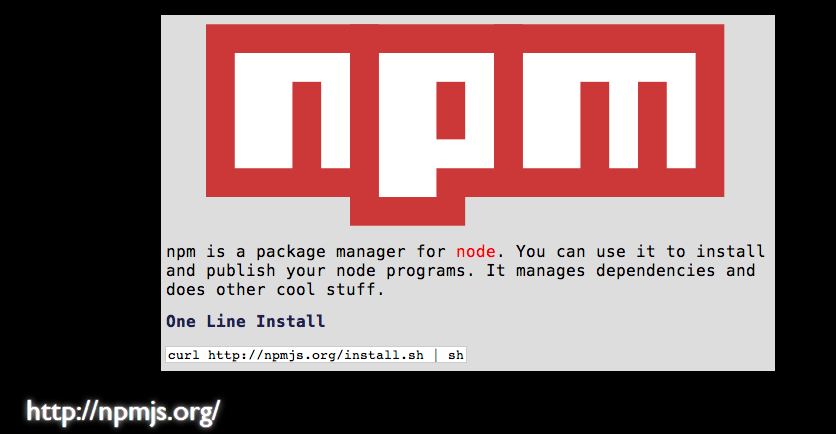 npm
npm is a package manager for node. You can use it to install
and publish your node programs. It manages dependencies and
does other cool stuff.
One Line Install
curl http://npmjs.org/install.sh | sh
http://npmjs.org/